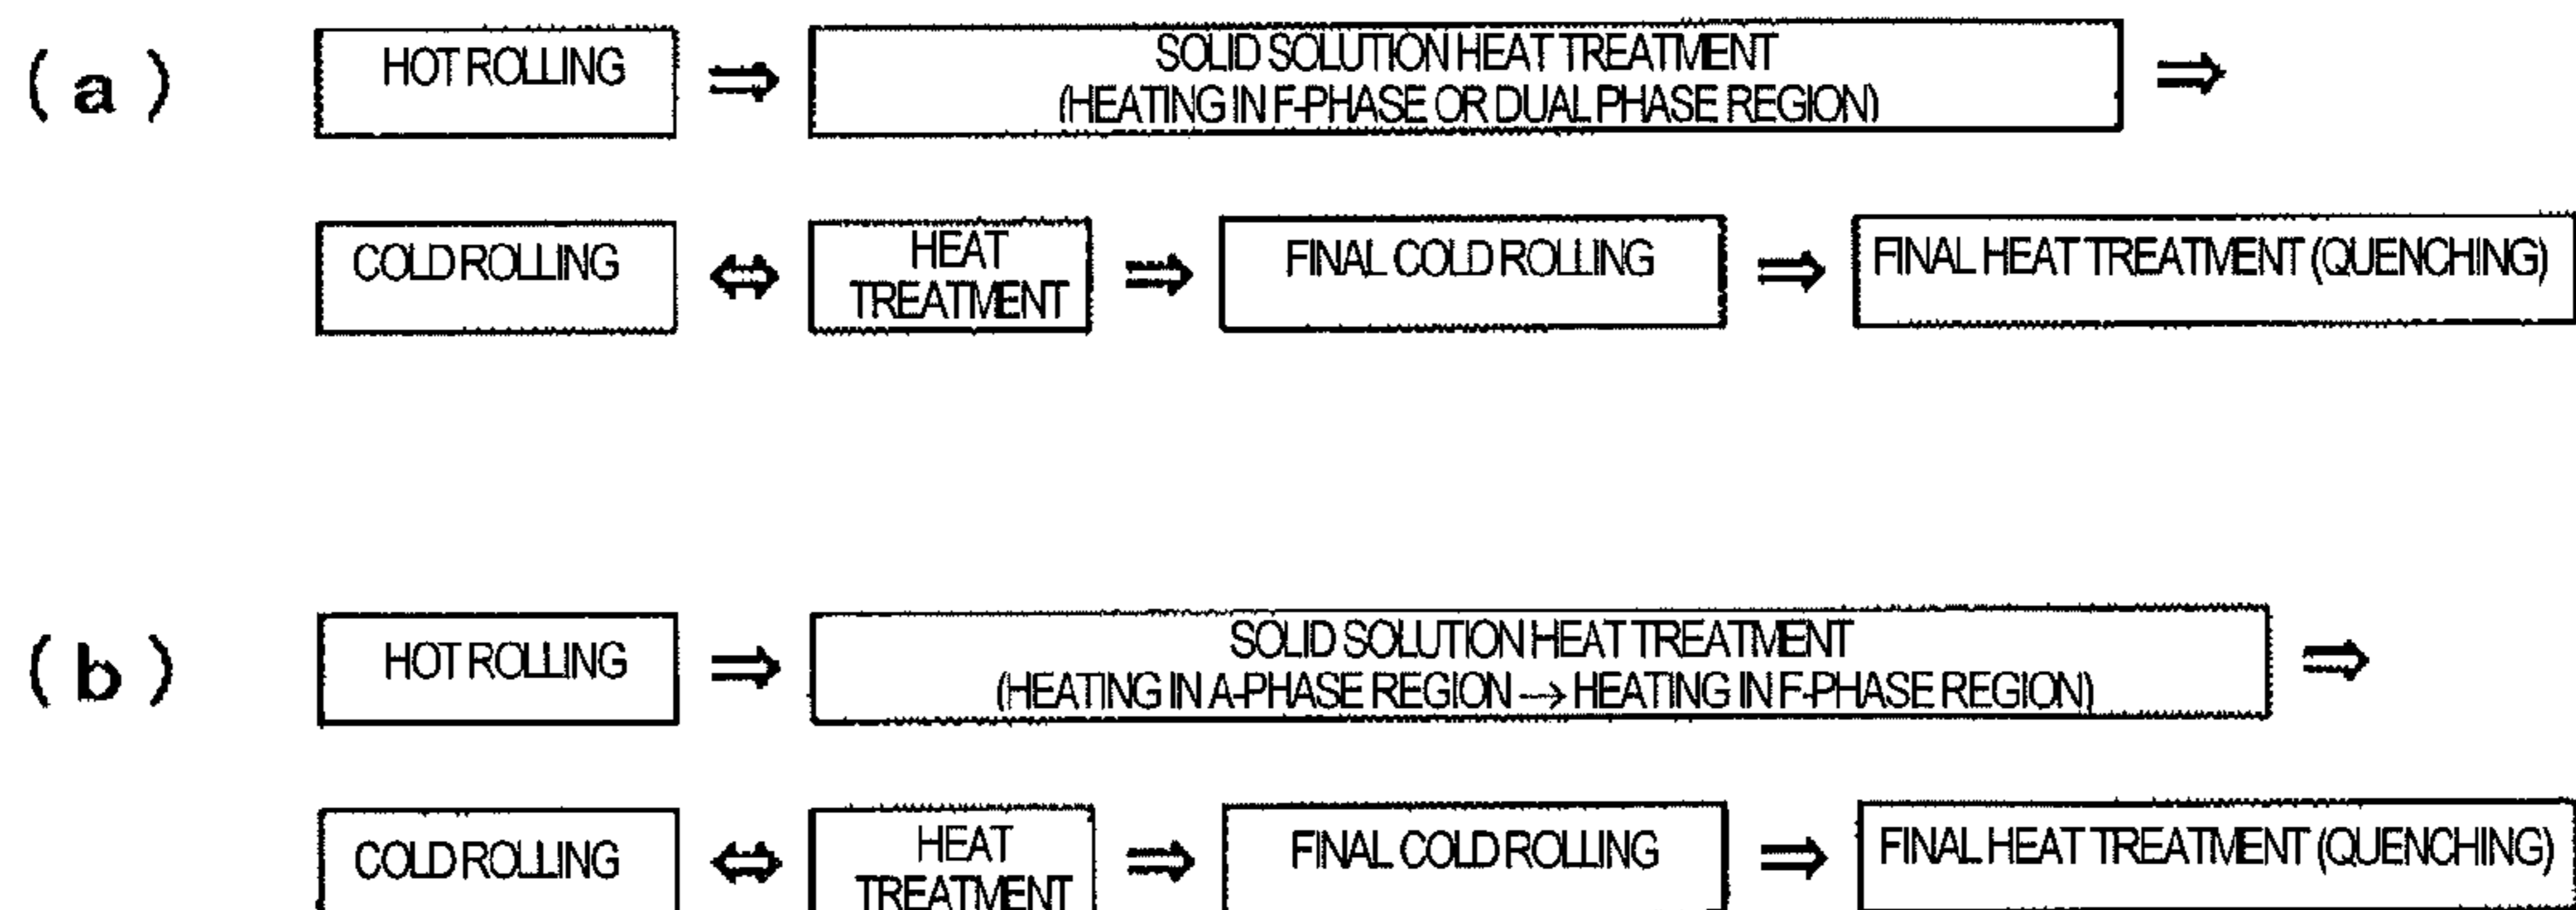 (a)
HOT ROLLING ⇒ SOLID SOLUTION HEAT TREATMENT
(HEATING IN F-PHASE OR DUAL PHASE REGION) ⇒
COLD ROLLING ⇔ HEAT
TREATMENT ⇒ FINAL COLD ROLLING ⇒ FINAL HEAT TREATMENT (QUENCHING)
(b)
HOT ROLLING ⇒ SOLID SOLUTION HEAT TREATMENT
(HEATING IN A-PHASE REGION → HEATING IN F-PHASE REGION) ⇒
COLD ROLLING ⇔ HEAT
TREATMENT ⇒ FINAL COLD ROLLING ⇒ FINAL HEAT TREATMENT (QUENCHING)